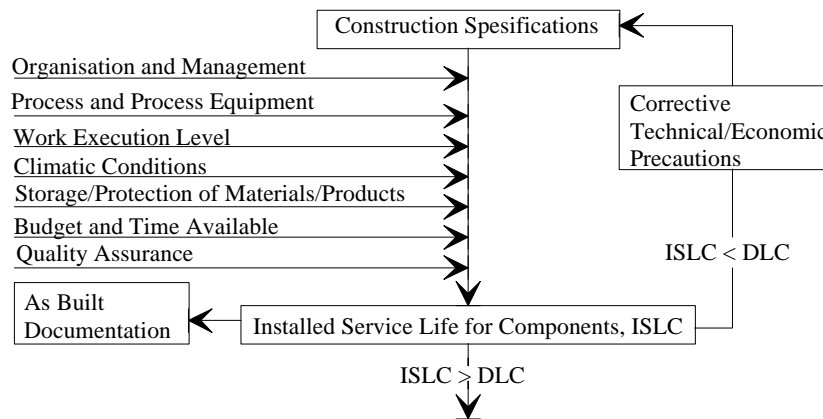 Construction Spesifications
Organisation and Management
Process and Process Equipment
Work Execution Level
Climatic Conditions
Storage/Protection of Materials/Products
Budget and Time Available
Quality Assurance
Corrective
Technical/Economic
Precautions
ISLC < DLC
As Built
Documentation
Installed Service Life for Components, ISLC
ISLC > DLC